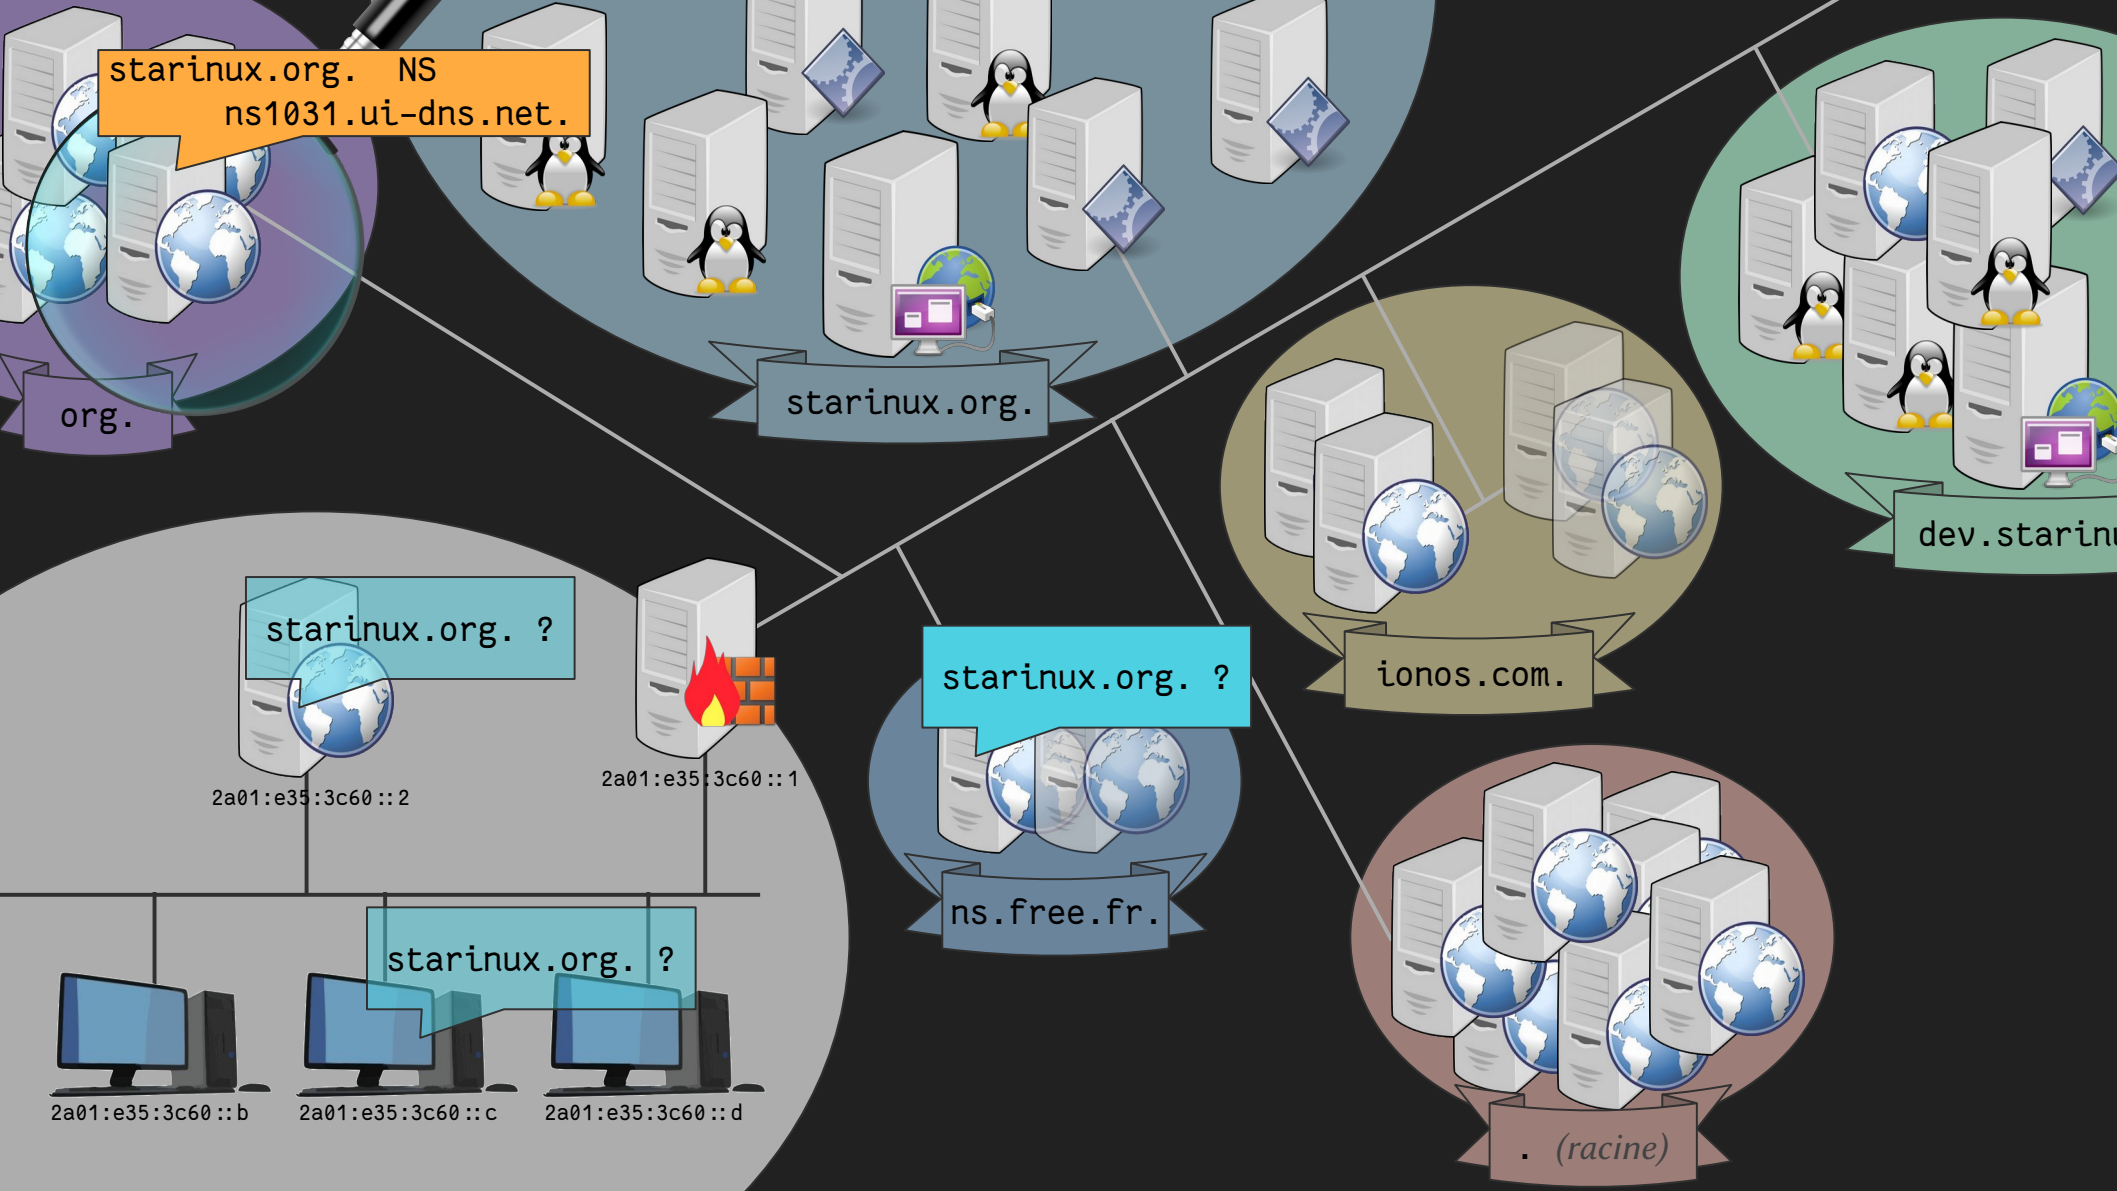 starinux.org.  NS
ns1031.ui-dns.net.
org.
starinux.org.
dev.starinu
ionos.com.
starinux.org. ?
starinux.org. ?
2a01:e35:3c60::1
2a01:e35:3c60::2
ns.free.fr.
starinux.org. ?
2a01:e35:3c60::b
2a01:e35:3c60::c
2a01:e35:3c60::d
. (racine)